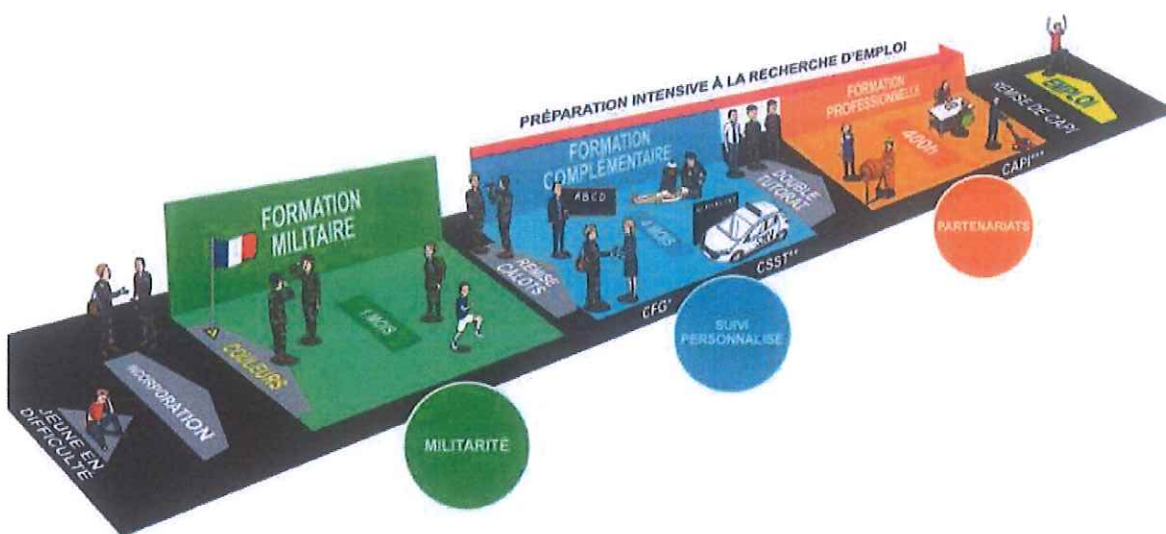 PRÉPARATION INTENSIVE À LA RECHERCHE D'EMPLOI
JEUNE EN
DIFFICULTÉ
INCORPORATION
COULEURS
FORMATION
MILITAIRE
1 MOIS
MILITARITÉ
REMISE
CALOTS
FORMATION
COMPLÉMENTAIRE
ABCD
4 MOIS
CFG*
CSST**
SUIVI
PERSONNALISÉ
DOUBLE
TUTORAT
FORMATION
PROFESSIONNELLE
400h
CAPI***
PARTENARIATS
REMISE DE CAPI
EMPLOI